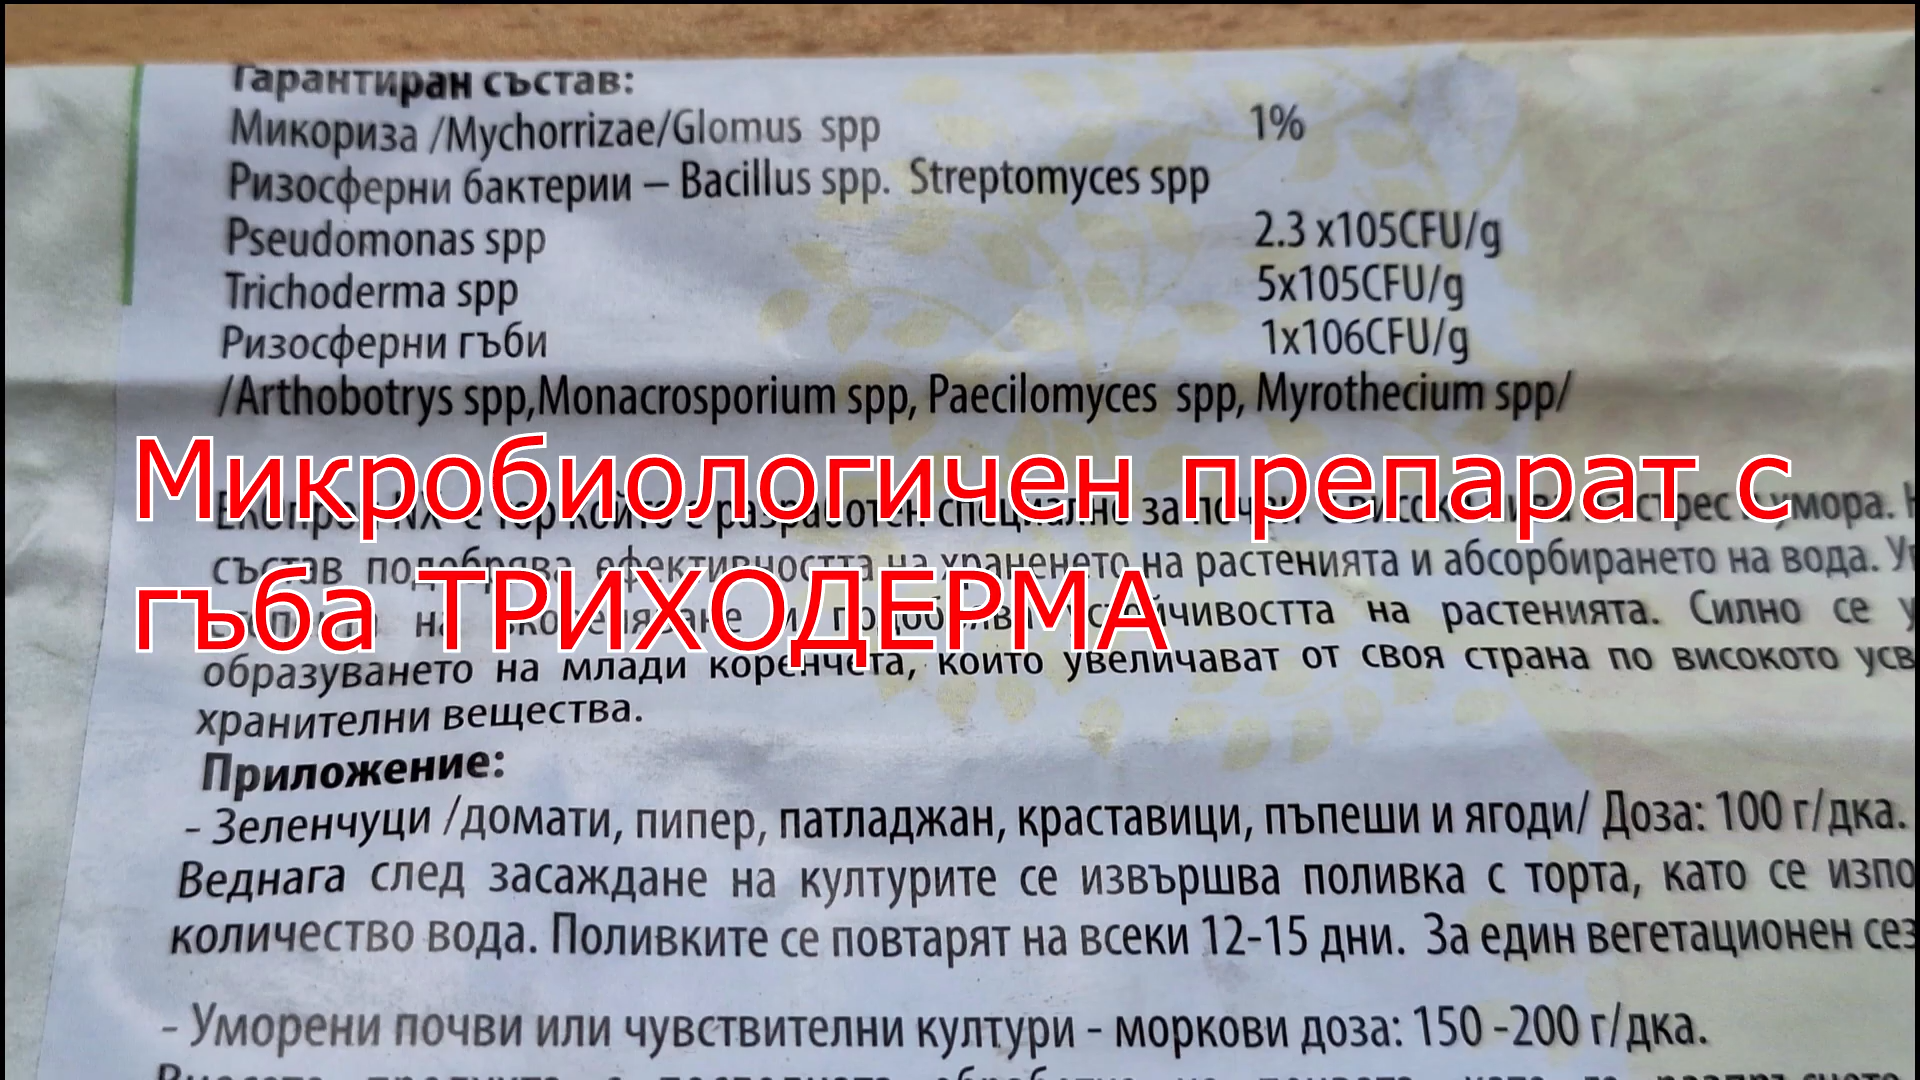 Гарантиран състав:
Микориза /Mychorrizae/Glomus spp 1%
Ризосферни бактерии – Bacillus spp. Streptomyces spp
Pseudomonas spp 2.3 x105CFU/g
Trichoderma spp 5x105CFU/g
Ризосферни гъби 1x106CFU/g
/Arthobotrys spp,Monacrosporium spp, Paecilomyces spp, Myrothecium spp/
Микробиологичен препарат с
гъба ТРИХОДЕРМА
специално за стрес умора.
състав подобрява ефективността на храненето на растенията и абсорбирането на вода.
на растенията. Силно се
образуването на млади коренчета, които увеличават от своя страна по високото
хранителни вещества.
Приложение:
- Зеленчуци /домати, пипер, патладжан, краставици, пъпеши и ягоди/ Доза: 100 г/дка.
Веднага след засаждане на културите се извършва поливка с торта, като се
количество вода. Поливките се повтарят на всеки 12-15 дни. За един вегетационен
- Уморени почви или чувствителни култури - моркови доза: 150 -200 г/дка.